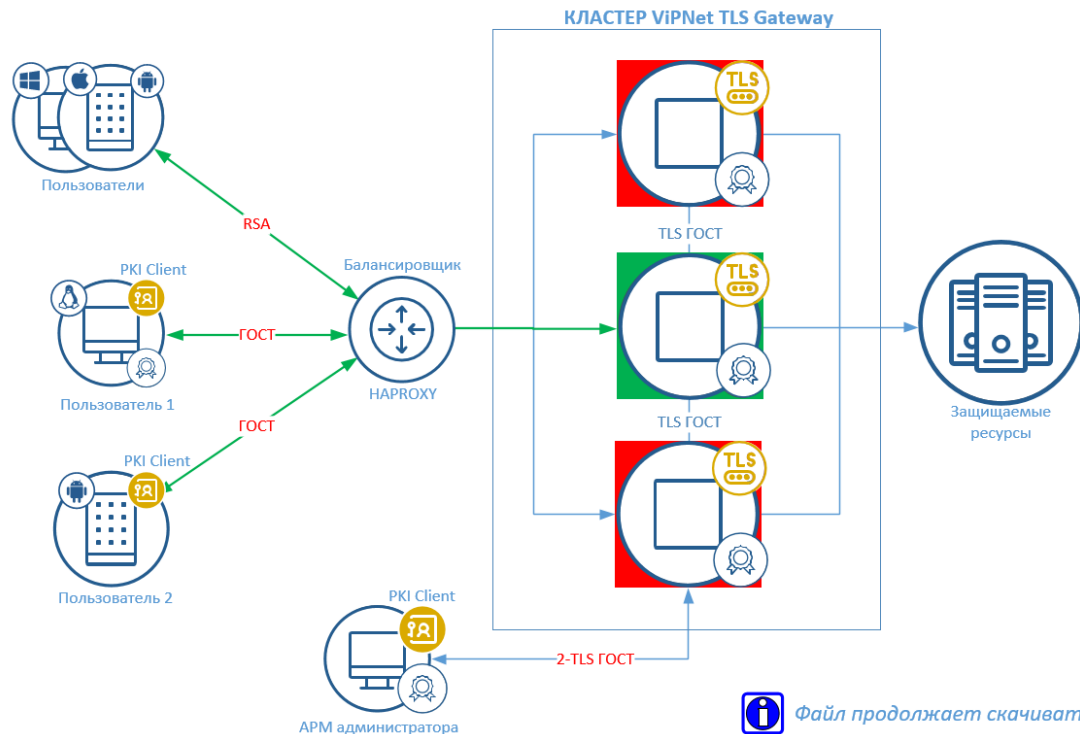 КЛАСТЕР ViPNet TLS Gateway
TLS
Пользователи
RSA
TLS ГОСТ
PKI Client
Балансировщик
TLS
ГОСТ
HAPROXY
Пользователь 1
Защищаемые
ресурсы
ГОСТ
TLS ГОСТ
PKI Client
TLS
Пользователь 2
PKI Client
2-TLS ГОСТ
АРМ администратора
Файл продолжает скачиват